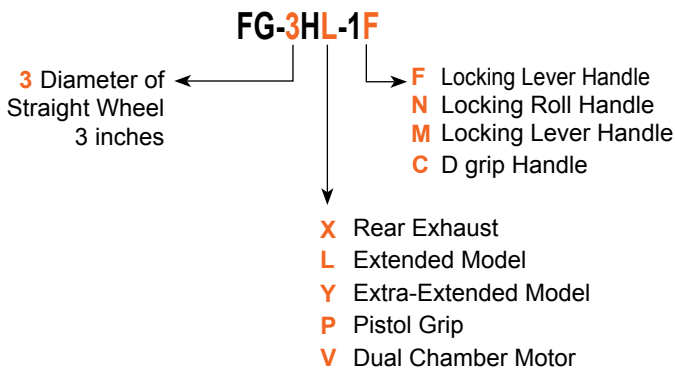 FG-3HL-1F
3 Diameter of
Straight Wheel
3 inches
F Locking Lever Handle
N Locking Roll Handle
M Locking Lever Handle
C D grip Handle
X Rear Exhaust
L Extended Model
Y Extra-Extended Model
P Pistol Grip
V Dual Chamber Motor